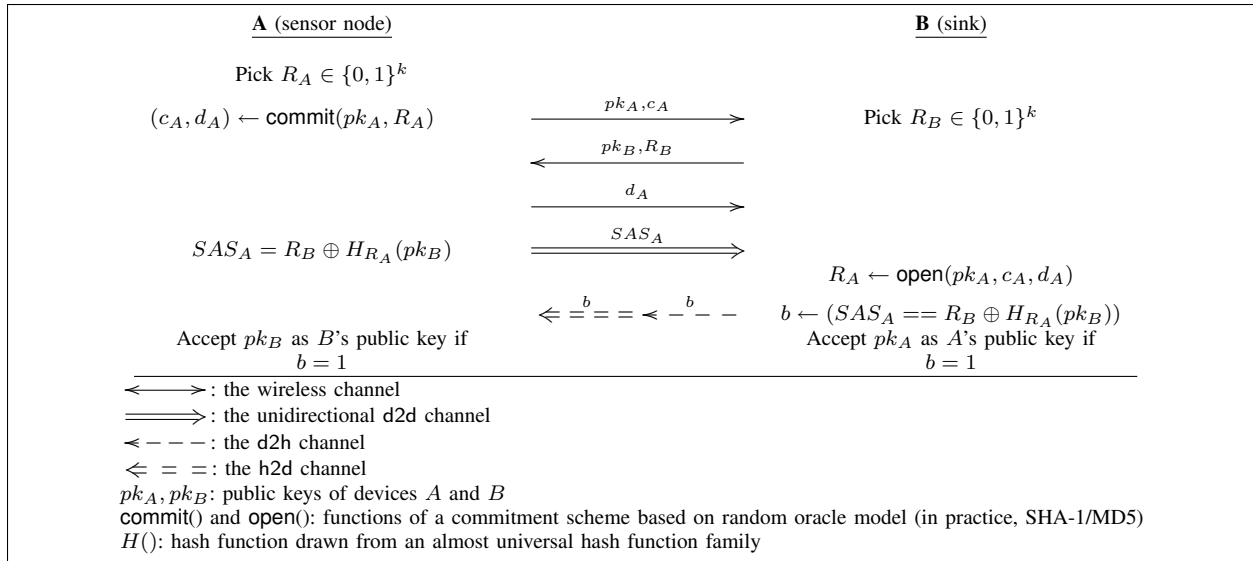 A (sensor node) B (sink)
Pick R_A ∈ {0, 1}^k
(c_A, d_A) ← commit(pk_A, R_A) pk_A,c_A Pick R_B ∈ {0, 1}^k
pk_B,R_B
d_A
SAS_A = R_B ⊕ H_{R_A}(pk_B) SAS_A
R_A ← open(pk_A, c_A, d_A)
b b b ← (SAS_A == R_B ⊕ H_{R_A}(pk_B))
Accept pk_B as B's public key if Accept pk_A as A's public key if
b = 1 b = 1
: the wireless channel
: the unidirectional d2d channel
: the d2h channel
: the h2d channel
pk_A, pk_B: public keys of devices A and B
commit() and open(): functions of a commitment scheme based on random oracle model (in practice, SHA-1/MD5)
H(): hash function drawn from an almost universal hash function family